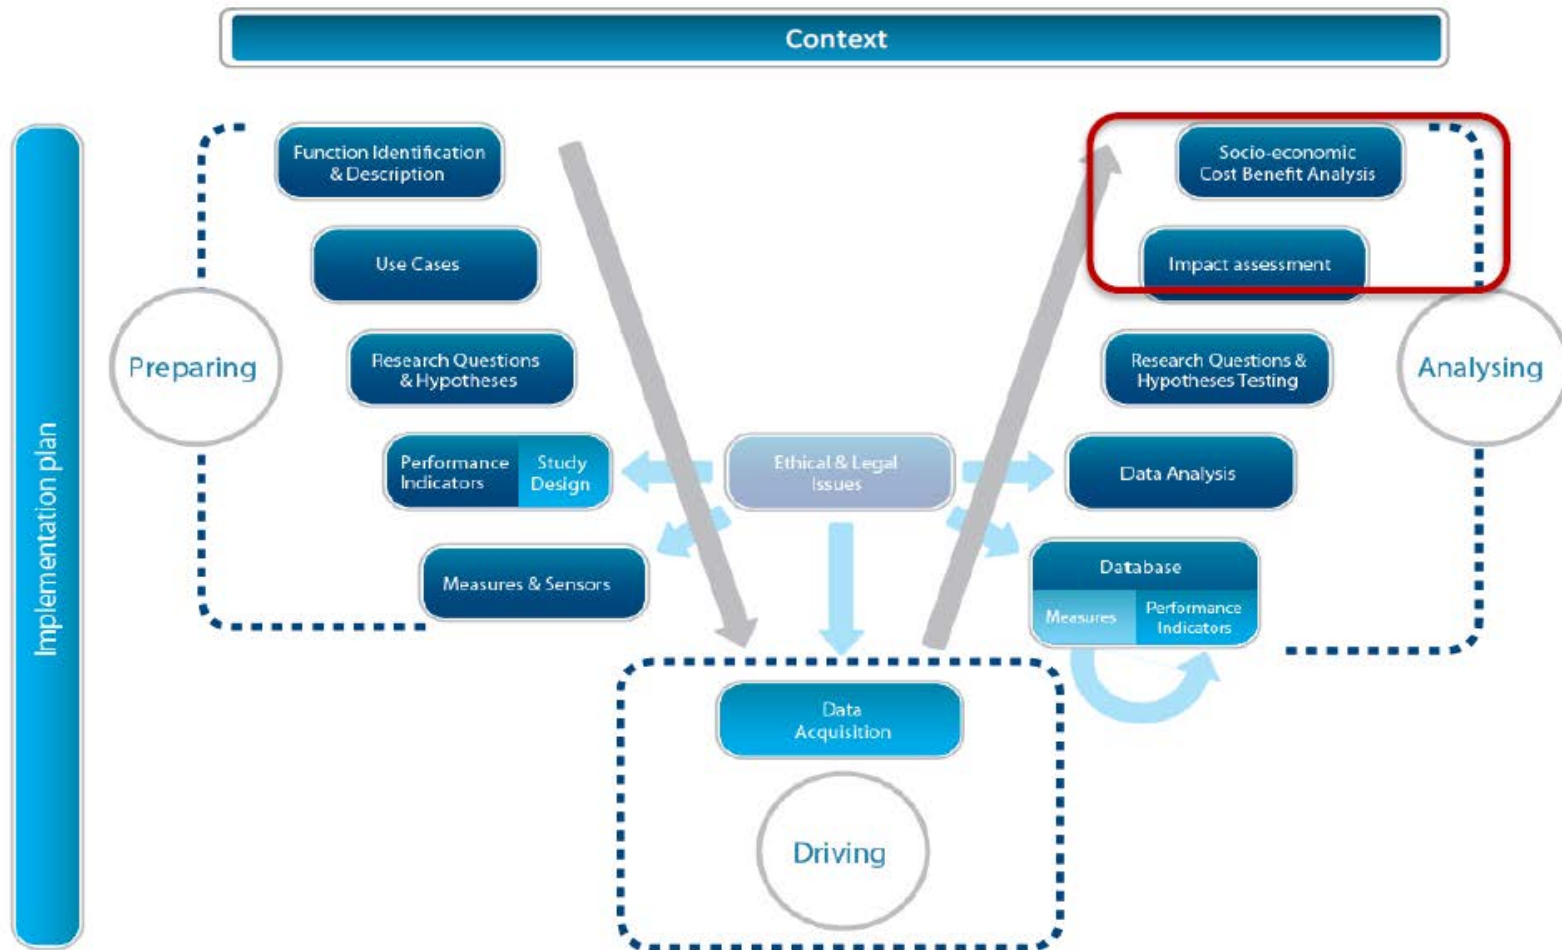 Context
Implementation plan
Function Identification
& Description
Use Cases
Preparing
Research Questions
& Hypotheses
Performance
Indicators
Study
Design
Measures & Sensors
Ethical & Legal
Issues
Data
Acquisition
Driving
Socio-economic
Cost Benefit Analysis
Impact assessment
Research Questions &
Hypotheses Testing
Analysing
Data Analysis
Database
Measures
Performance
Indicators